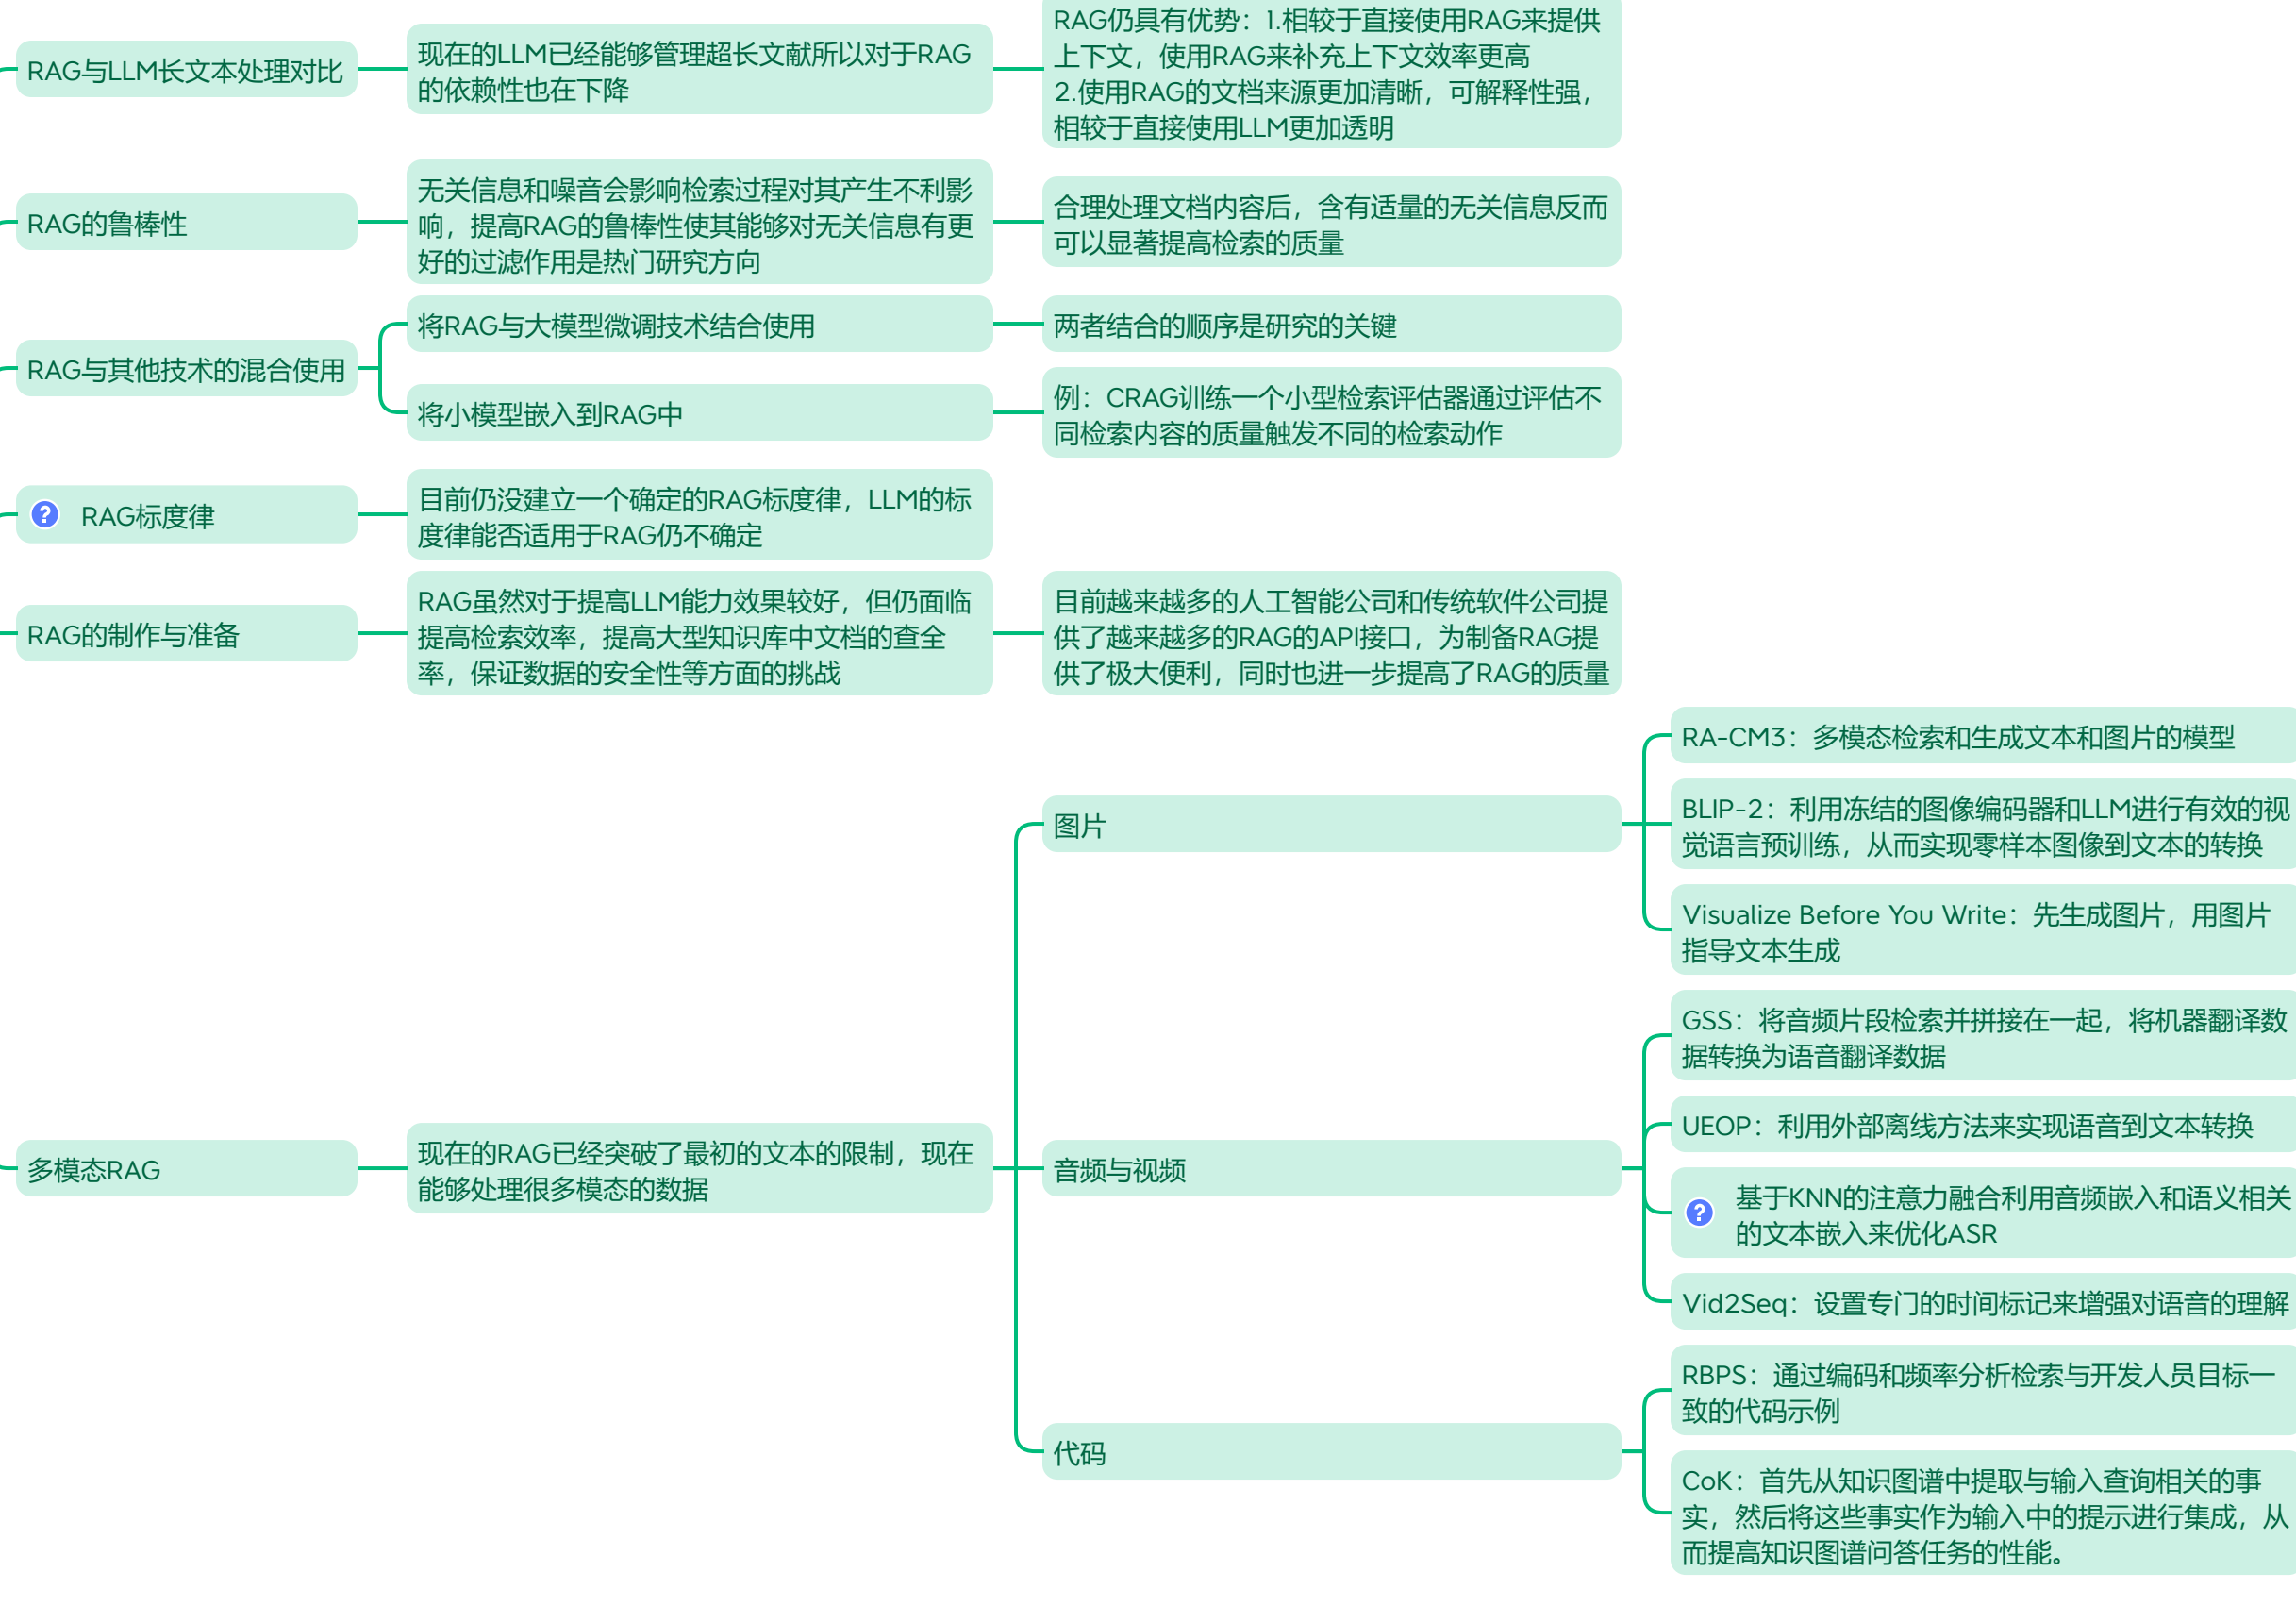 RAG与LLM长文本处理对比
现在的LLM已经能够管理超长文献所以对于RAG
的依赖性也在下降
RAG仍具有优势：1.相较于直接使用RAG来提供
上下文，使用RAG来补充上下文效率更高
2.使用RAG的文档来源更加清晰，可解释性强，
相较于直接使用LLM更加透明
RAG的鲁棒性
无关信息和噪音会影响检索过程对其产生不利影
响，提高RAG的鲁棒性使其能够对无关信息有更
好的过滤作用是热门研究方向
合理处理文档内容后，含有适量的无关信息反而
可以显著提高检索的质量
RAG与其他技术的混合使用
将RAG与大模型微调技术结合使用
两者结合的顺序是研究的关键
将小模型嵌入到RAG中
例：CRAG训练一个小型检索评估器通过评估不
同检索内容的质量触发不同的检索动作
RAG标度律
目前仍没建立一个确定的RAG标度律，LLM的标
度律能否适用于RAG仍不确定
RAG的制作与准备
RAG虽然对于提高LLM能力效果较好，但仍面临
提高检索效率，提高大型知识库中文档的查全
率，保证数据的安全性等方面的挑战
目前越来越多的人工智能公司和传统软件公司提
供了越来越多的RAG的API接口，为制备RAG提
供了极大便利，同时也进一步提高了RAG的质量
多模态RAG
现在的RAG已经突破了最初的文本的限制，现在
能够处理很多模态的数据
图片
RA-CM3：多模态检索和生成文本和图片的模型
BLIP-2：利用冻结的图像编码器和LLM进行有效的视
觉语言预训练，从而实现零样本图像到文本的转换
Visualize Before You Write：先生成图片，用图片
指导文本生成
音频与视频
GSS：将音频片段检索并拼接在一起，将机器翻译数
据转换为语音翻译数据
UEOP：利用外部离线方法来实现语音到文本转换
基于KNN的注意力融合利用音频嵌入和语义相关
的文本嵌入来优化ASR
Vid2Seq：设置专门的时间标记来增强对语音的理解
代码
RBPS：通过编码和频率分析检索与开发人员目标一
致的代码示例
CoK：首先从知识图谱中提取与输入查询相关的事
实，然后将这些事实作为输入中的提示进行集成，从
而提高知识图谱问答任务的性能。